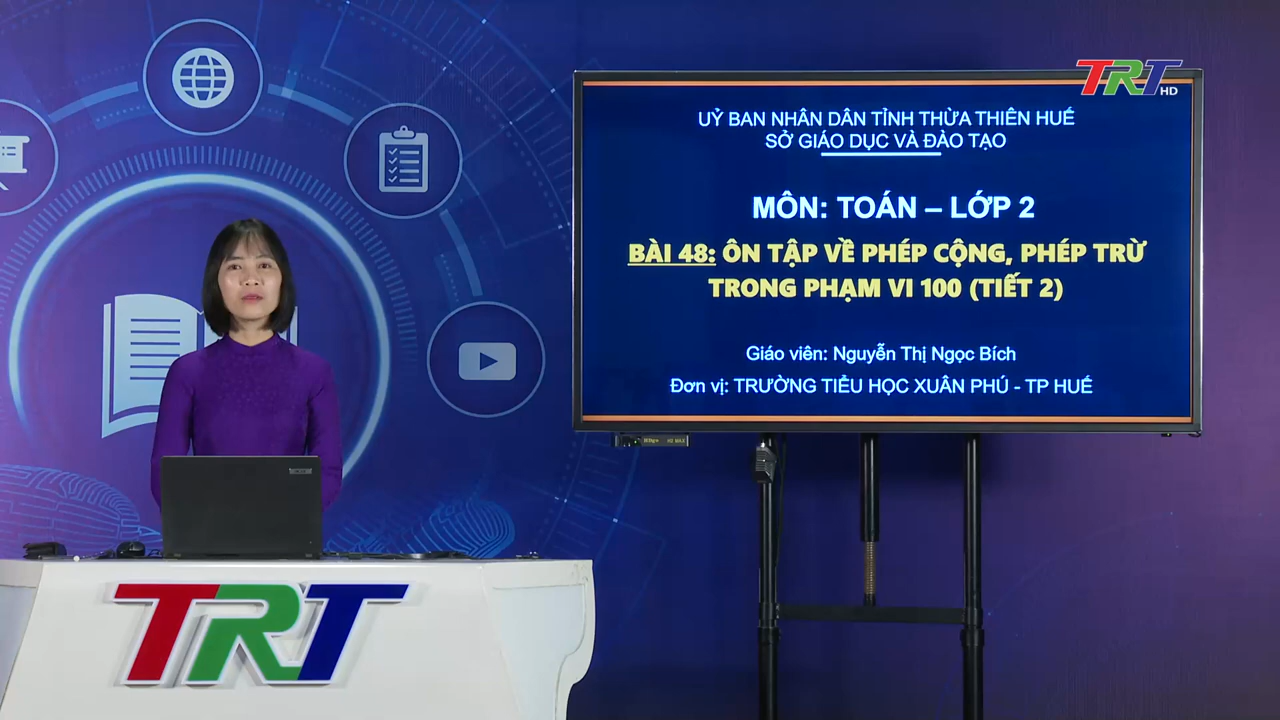 TRT HD
UỶ BAN NHÂN DÂN TỈNH THỪA THIÊN HUẾ
SỞ GIÁO DỤC VÀ ĐÀO TẠO
MÔN: TOÁN – LỚP 2
BÀI 48: ÔN TẬP VỀ PHÉP CỘNG, PHÉP TRỪ
TRONG PHẠM VI 100 (TIẾT 2)
Giáo viên: Nguyễn Thị Ngọc Bích
Đơn vị: TRƯỜNG TIỂU HỌC XUÂN PHÚ - TP HUẾ
TRT